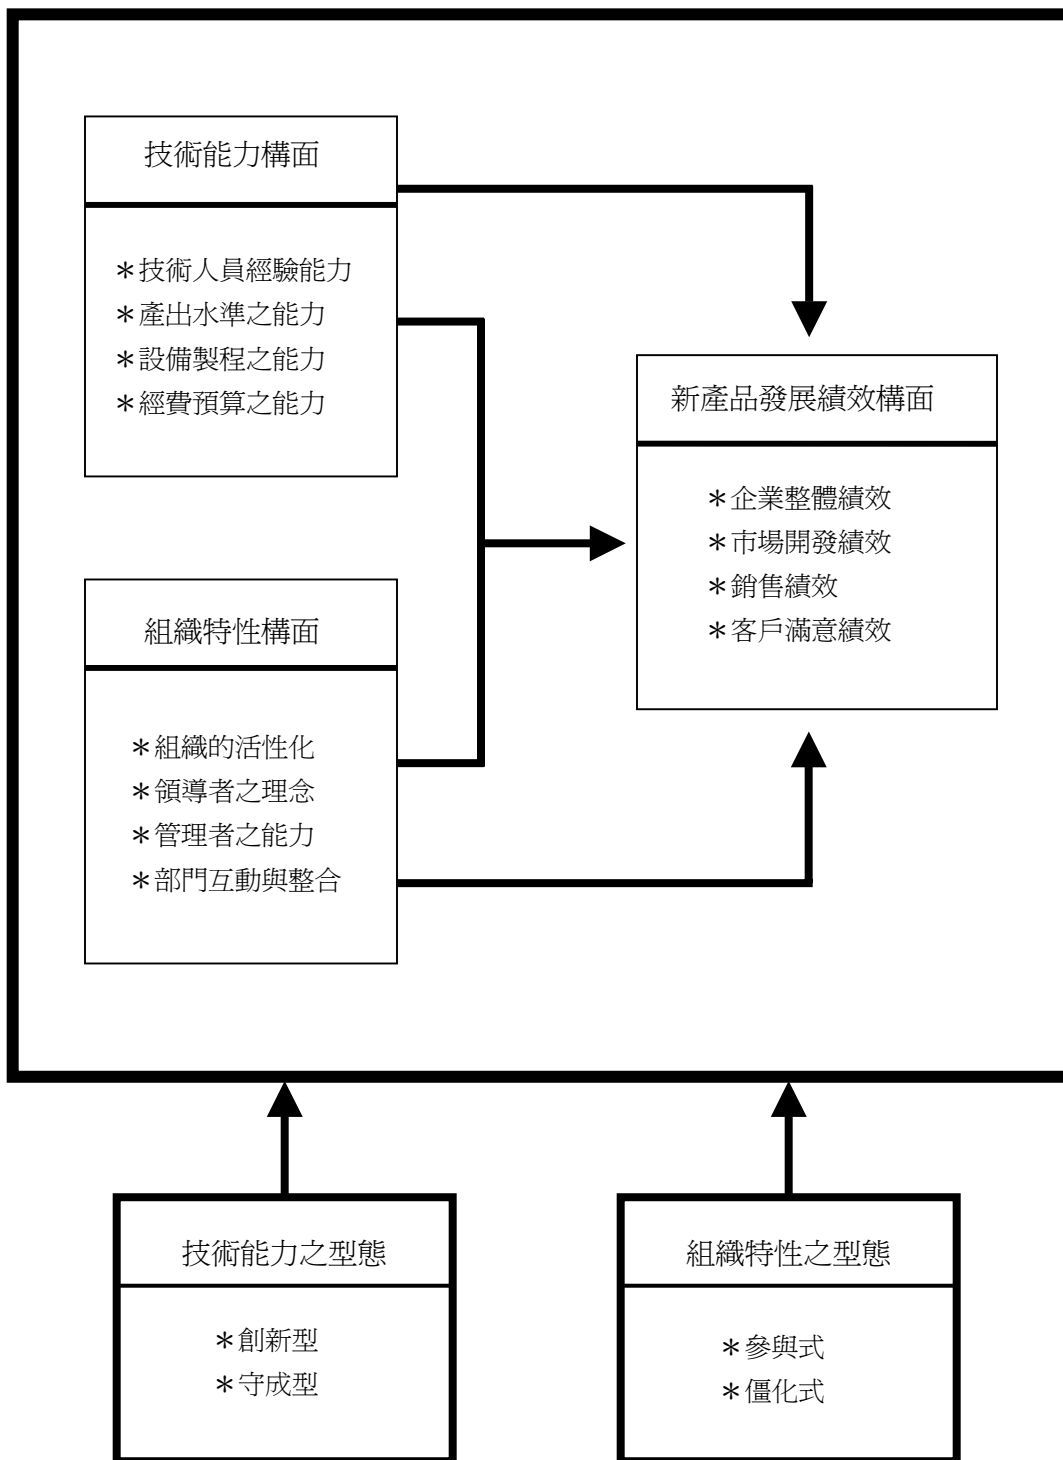 技術能力構面
＊技術人員經驗能力
＊產出水準之能力
＊設備製程之能力
＊經費預算之能力
新產品發展績效構面
＊企業整體績效
＊市場開發績效
＊銷售績效
＊客戶滿意績效
組織特性構面
＊組織的活性化
＊領導者之理念
＊管理者之能力
＊部門互動與整合
技術能力之型態
＊創新型
＊守成型
組織特性之型態
＊參與式
＊僵化式